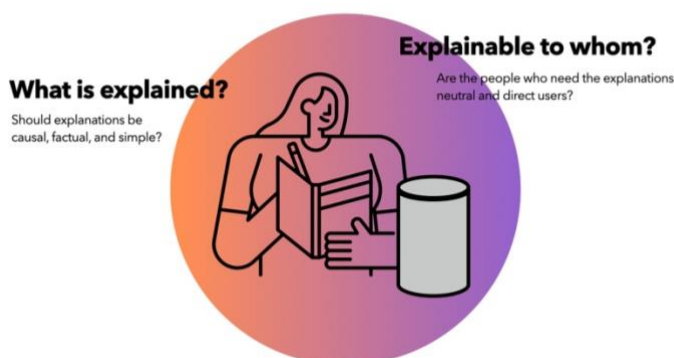 What is explained?
Should explanations be
causal, factual, and simple?
Explainable to whom?
Are the people who need the explanations
neutral and direct users?